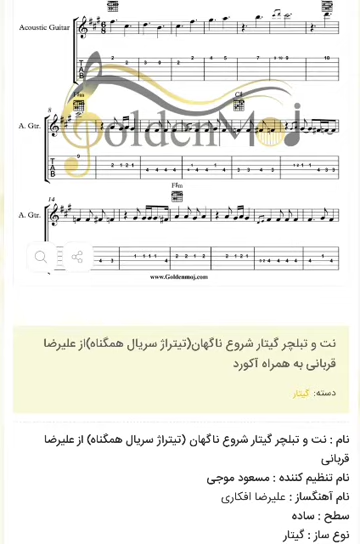 Acoustic Guitar
GoldenMoj
F#m
C#
8
A. Gtr.
F#m
14
A. Gtr.
www.Goldenmoj.com
نت و تبلچر گیتار شروع ناگهان(تیتراژ سریال همگناه)از علیرضا
قربانی به همراه آکورد
دسته: گیتار
نام : نت و تبلچر گیتار شروع ناگهان (تیتراژ سریال همگناه) از علیرضا
قربانی
نام تنظیم کننده : مسعود موجی
نام آهنگساز : علیرضا افکاری
سطح : ساده
نوع ساز : گیتار